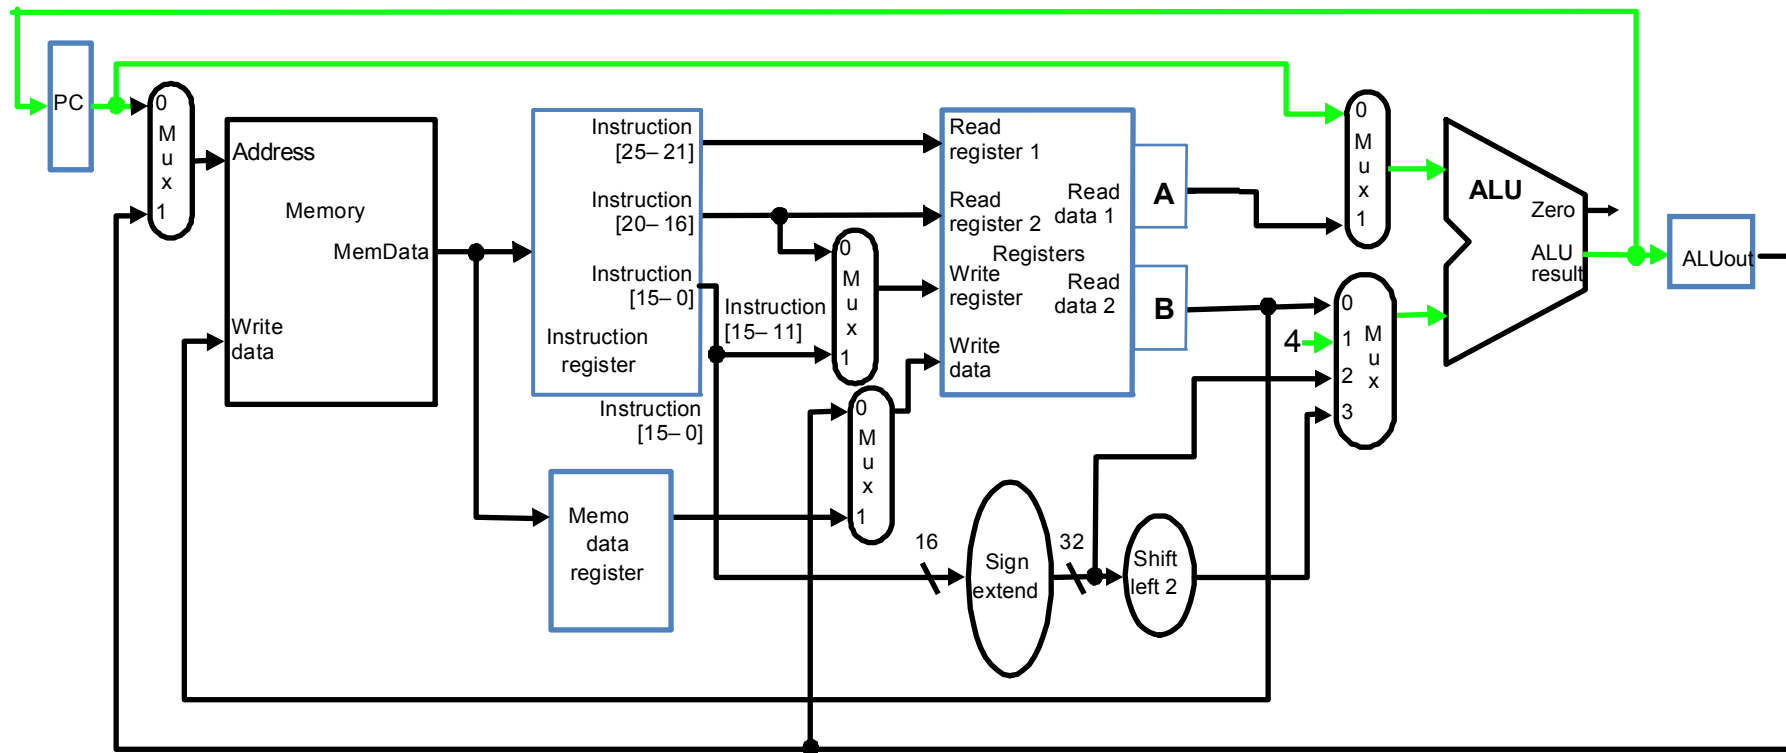 PC
0
M
u
x
1
Address
Memory
MemData
Write
data
Instruction
[25– 21]
Instruction
[20– 16]
Instruction
[15– 0]
Instruction
register
Instruction
[15– 11]
Instruction
[15– 0]
0
M
u
x
1
0
M
u
x
1
Memo
data
register
Read
register 1
Read
register 2
Registers
Write
register
Write
data
Read
data 1
Read
data 2
A
B
16
Sign
extend
32
Shift
left 2
0
M
u
x
1
4
0
1
2
3
M
u
x
ALU
Zero
ALU
result
ALUout